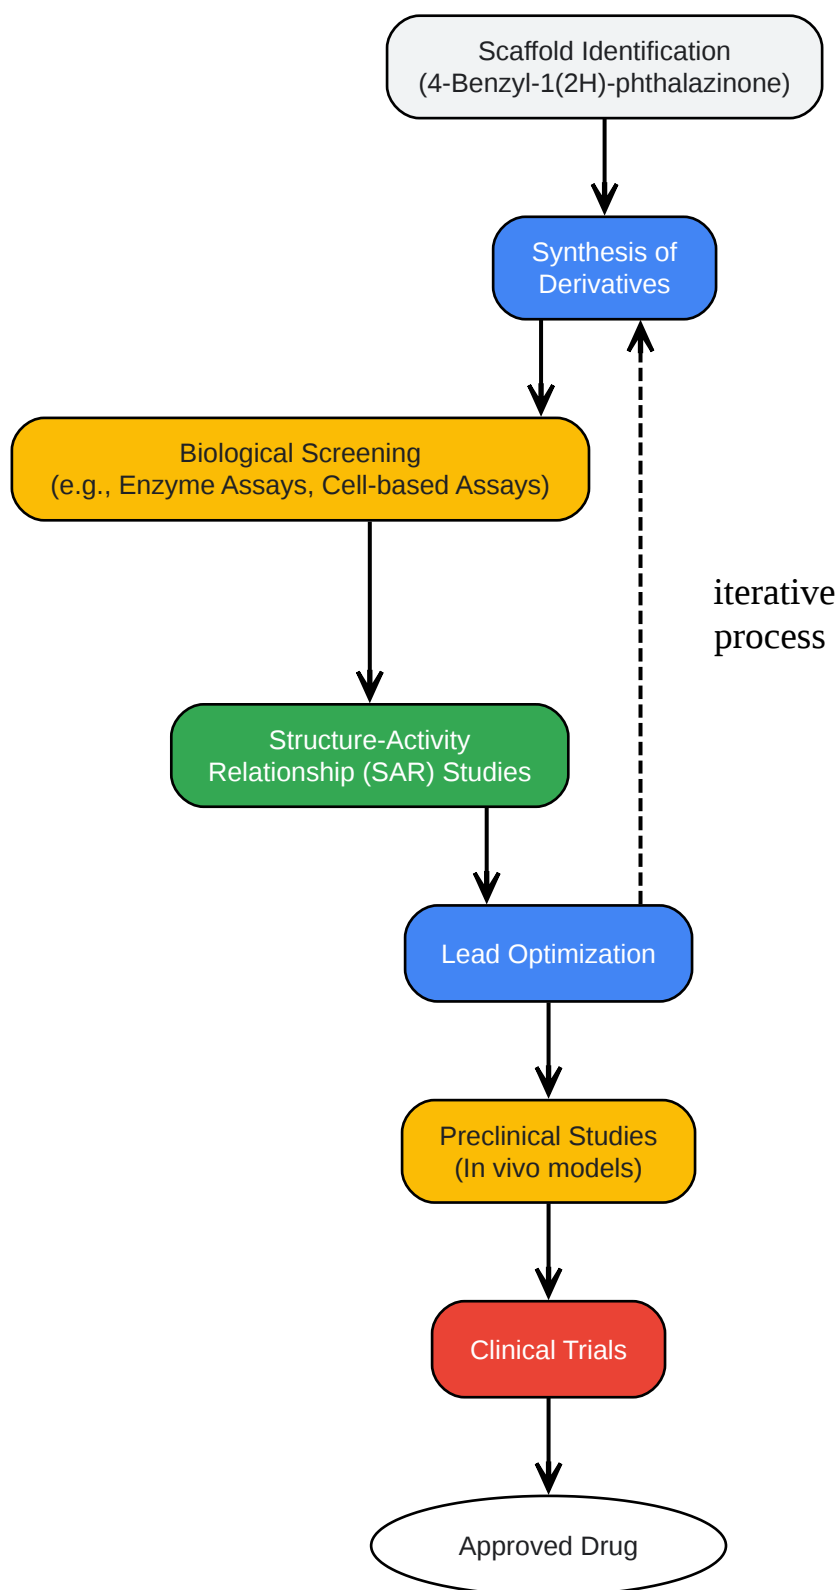 Scaffold Identification
(4-Benzyl-1(2H)-phthalazinone)
Synthesis of
Derivatives
Biological Screening
(e.g., Enzyme Assays, Cell-based Assays)
iterative
process
Structure-Activity
Relationship (SAR) Studies
Lead Optimization
Preclinical Studies
(In vivo models)
Clinical Trials
Approved Drug